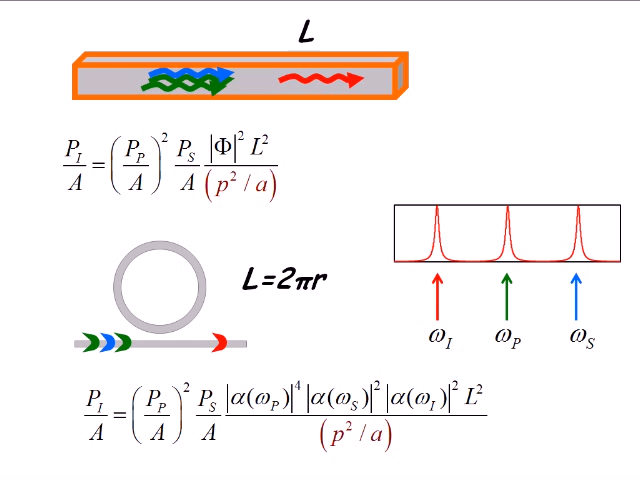 L
P_I/A = (P_P/A)^2 P_S/A |Φ|^2 L^2/(p^2 / a)
L=2πr
ω_I ω_P ω_S
P_I/A = (P_P/A)^2 P_S/A |α(ω_P)|^4 |α(ω_S)|^2 |α(ω_I)|^2 L^2/(p^2 / a)